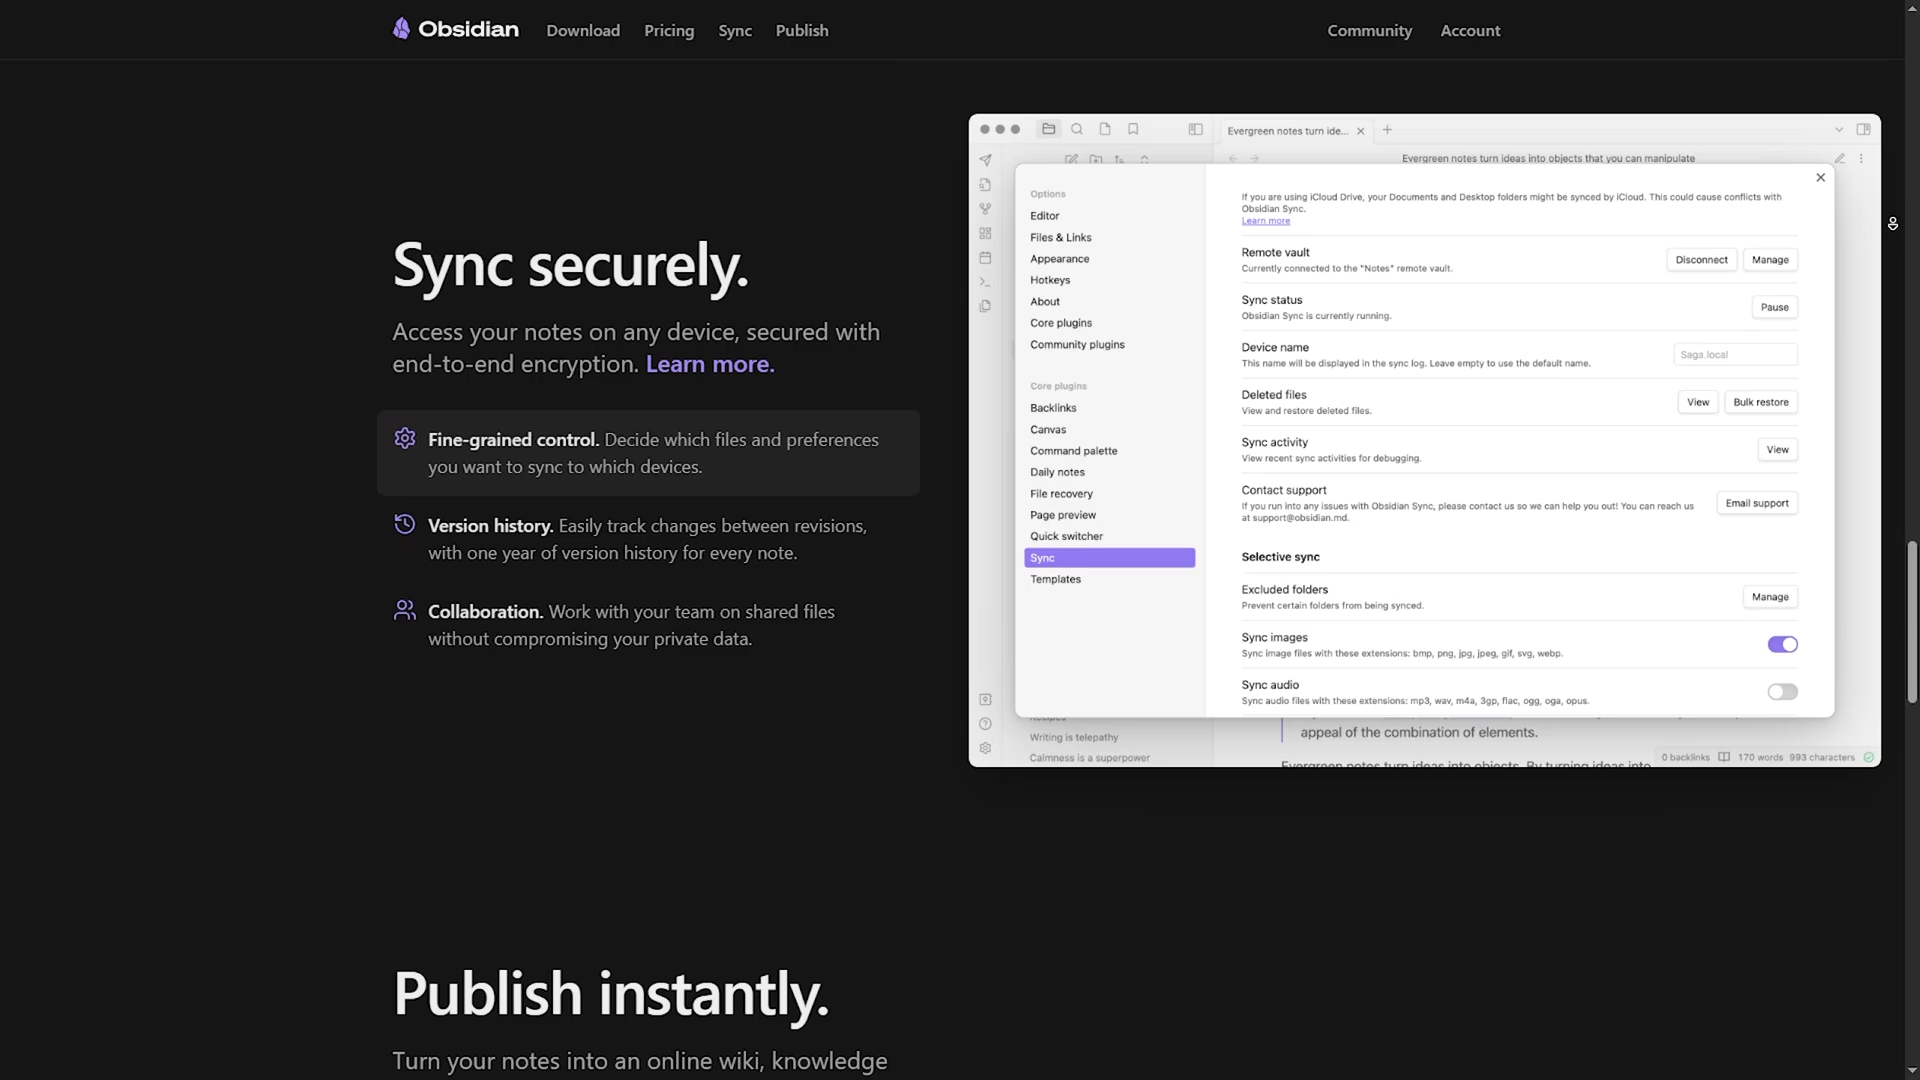 Obsidian Download Pricing Sync Publish Community Account
Sync securely.
Access your notes on any device, secured with
end-to-end encryption. Learn more.
Fine-grained control. Decide which files and preferences
you want to sync to which devices.
Version history. Easily track changes between revisions,
with one year of version history for every note.
Collaboration. Work with your team on shared files
without compromising your private data.
Evergreen notes turn ide...
Evergreen notes turn ideas into objects that you can manipulate
Options
Editor
Files & Links
Appearance
Hotkeys
About
Core plugins
Community plugins
Core plugins
Backlinks
Canvas
Command palette
Daily notes
File recovery
Page preview
Quick switcher
Sync
Templates
If you are using iCloud Drive, your Documents and Desktop folders might be synced by iCloud. This could cause conflicts with
Obsidian Sync.
Learn more
Remote vault
Currently connected to the "Notes" remote vault.
Disconnect Manage
Sync status
Obsidian Sync is currently running.
Pause
Device name
This name will be displayed in the sync log. Leave empty to use the default name.
Saga.local
Deleted files
View and restore deleted files.
View Bulk restore
Sync activity
View recent sync activities for debugging.
View
Contact support
If you run into any issues with Obsidian Sync, please contact us so we can help you out! You can reach us
at support@obsidian.md.
Email support
Selective sync
Excluded folders
Prevent certain folders from being synced.
Manage
Sync images
Sync image files with these extensions: bmp, png, jpg, jpeg, gif, svg, webp.
Sync audio
Sync audio files with these extensions: mp3, wav, m4a, 3gp, flac, ogg, oga, opus.
Recipes
Writing is telepathy
Calmness is a superpower
appeal of the combination of elements.
Evergreen notes turn ideas into objects. By turning ideas into
0 backlinks 170 words 993 characters
Publish instantly.
Turn your notes into an online wiki, knowledge